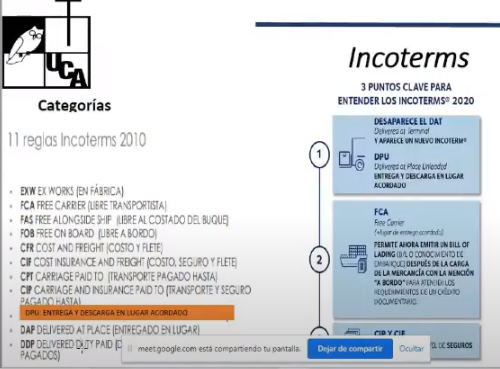 UCA
Categorías
11 reglas Incoterms 2010
EXW EX WORKS (EN FÁBRICA)
FCA FREE CARRIER (LIBRE TRANSPORTISTA)
FAS FREE ALONGSIDE SHIP (LIBRE AL COSTADO DEL BUQUE)
FOB FREE ON BOARD (LIBRE A BORDO)
CFR COST AND FREIGHT (COSTO Y FLETE)
CIF COST INSURANCE AND FREIGHT (COSTO, SEGURO Y FLETE)
CPT CARRIAGE PAID TO (TRANSPORTE PAGADO HASTA)
CIP CARRIAGE AND INSURANCE PAID TO (TRANSPORTE Y SEGURO
PAGADO HASTA)
DPU: ENTREGA Y DESCARGA EN LUGAR ACORDADO
DAP DELIVERED AT PLACE (ENTREGADO EN LUGAR)
DDP DELIVERED DUTY PAID (D
PAGADOS)
Incoterms
3 PUNTOS CLAVE PARA
ENTENDER LOS INCOTERMS® 2020
1
DESAPARECE EL DAT
Delivered at Terminal
Y APARECE UN NUEVO INCOTERM®
DPU
Delivered at Place Unloaded
ENTREGA Y DESCARGA EN LUGAR
ACORDADO
2
FCA
Free Carrier
(+lugar de entrega acordado)
PERMITE AHORA EMITIR UN BILL OF
LADING (B/L O CONOCIMIENTO DE
EMBARQUE) DESPUÉS DE LA CARGA
DE LA MERCANCÍA CON LA MENCIÓN
"A BORDO" PARA ATENDER LOS
REQUERIMIENTOS DE UN CRÉDITO
DOCUMENTARIO.
CIP Y CIF
EL DE SEGUROS
meet.google.com está compartiendo tu pantalla.
Dejar de compartir
Ocultar